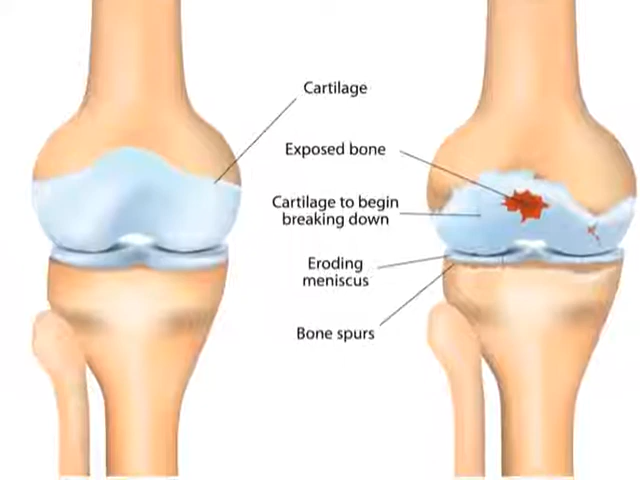 Cartilage
Exposed bone
Cartilage to begin
breaking down
Eroding
meniscus
Bone spurs